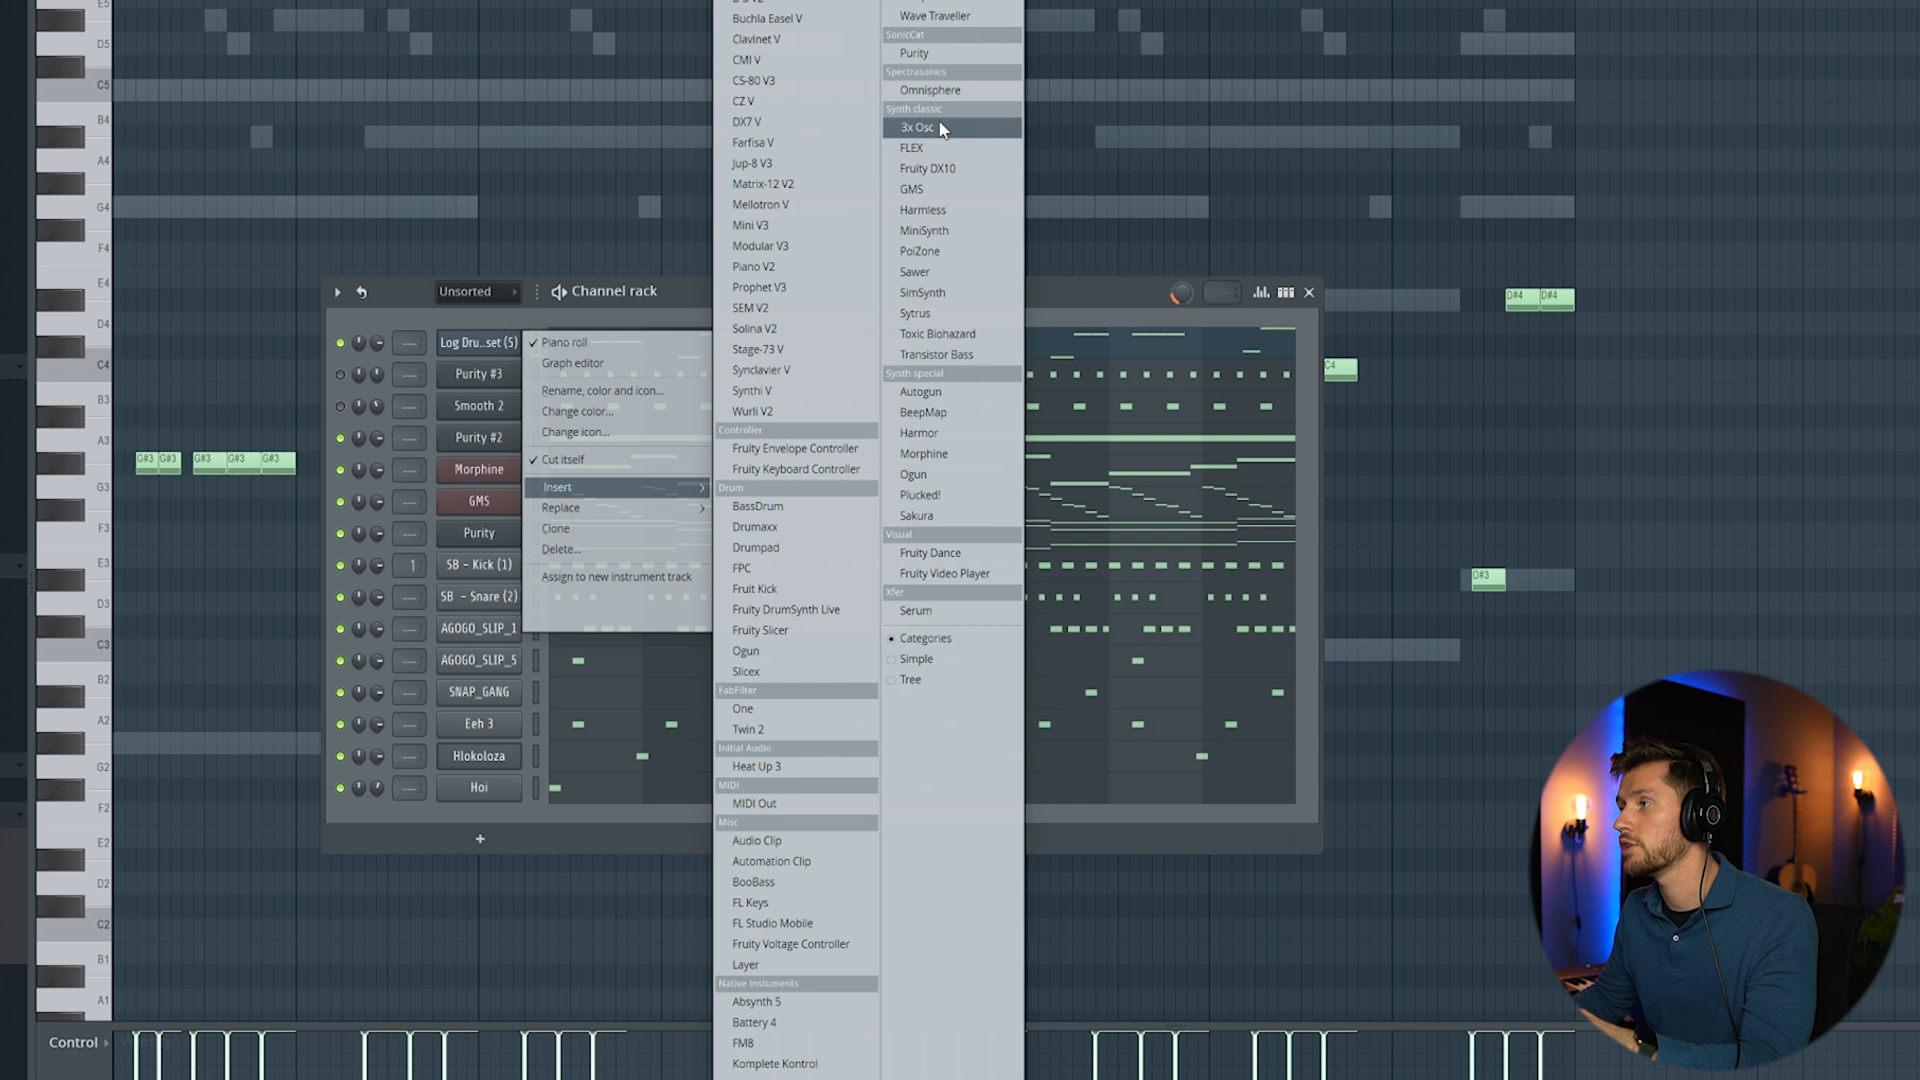 E5
D5
C5
B4
A4
G4
F4
E4
D4
C4
B3
A3
G3
F3
E3
D3
C3
B2
A2
G2
F2
E2
D2
C2
B1
A1
Control
G#3
G#3
G#3
G#3
G#3
Unsorted
Channel rack
Log Dru..set (5)
Purity #3
Smooth 2
Purity #2
Morphine
GMS
Purity
1
SB - Kick (1)
SB - Snare (2)
AGOGO_SLIP_1
AGOGO_SLIP_5
SNAP_GANG
Eeh 3
Hlokoloza
Hoi
+
Piano roll
Graph editor
Rename, color and icon...
Change color...
Change icon...
Cut itself
Insert
Replace
Clone
Delete...
Assign to new instrument track
Buchla Easel V
Clavinet V
CMI V
CS-80 V3
CZ V
DX7 V
Farfisa V
Jup-8 V3
Matrix-12 V2
Mellotron V
Mini V3
Modular V3
Piano V2
Prophet V3
SEM V2
Solina V2
Stage-73 V
Synclavier V
Synthi V
Wurli V2
Controller
Fruity Envelope Controller
Fruity Keyboard Controller
Drum
BassDrum
Drumaxx
Drumpad
FPC
Fruit Kick
Fruity DrumSynth Live
Fruity Slicer
Ogun
Slicex
FabFilter
One
Twin 2
Initial Audio
Heat Up 3
MIDI
MIDI Out
Misc
Audio Clip
Automation Clip
BooBass
FL Keys
FL Studio Mobile
Fruity Voltage Controller
Layer
Native Instuments
Absynth 5
Battery 4
FM8
Komplete Kontrol
Wave Traveller
SonicCat
Purity
Spectrasonics
Omnisphere
Synth classic
3x Osc
FLEX
Fruity DX10
GMS
Harmless
MiniSynth
PoiZone
Sawer
SimSynth
Sytrus
Toxic Biohazard
Transistor Bass
Synth special
Autogun
BeepMap
Harmor
Morphine
Ogun
Plucked!
Sakura
Visual
Fruity Dance
Fruity Video Player
Xfer
Serum
Categories
Simple
Tree
D#4
D#4
C4
D#3